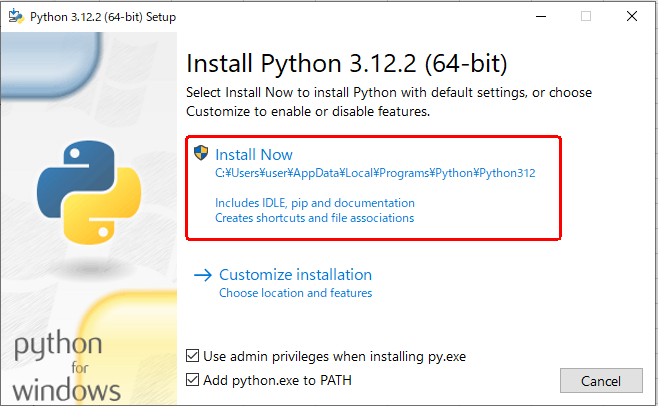 Python 3.12.2 (64-bit) Setup
Install Python 3.12.2 (64-bit)
Select Install Now to install Python with default settings, or choose
Customize to enable or disable features.
Install Now
C:¥Users¥user¥AppData¥Local¥Programs¥Python¥Python312
Includes IDLE, pip and documentation
Creates shortcuts and file associations
Customize installation
Choose location and features
python
for
windows
Use admin privileges when installing py.exe
Add python.exe to PATH
Cancel